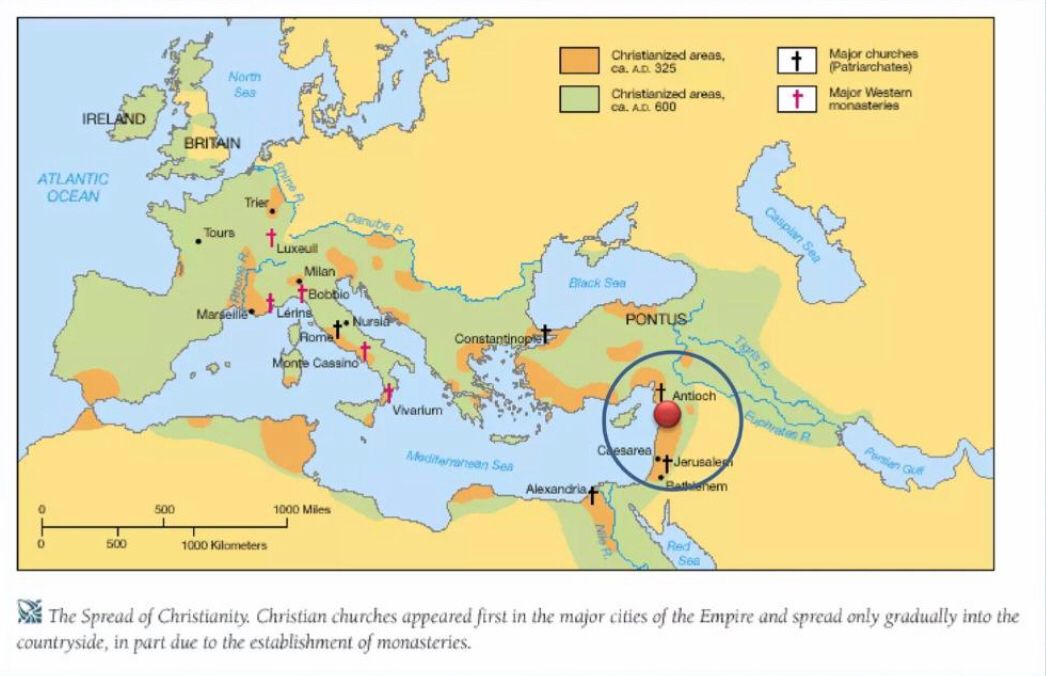 Christianized areas,
ca. A.D. 325
Major churches
(Patriarchates)
Christianized areas,
ca. A.D. 600
Major Western
monasteries
North
Sea
IRELAND
BRITAIN
ATLANTIC
OCEAN
Rhine R.
Trier
Tours
Danube R.
Caspian Sea
Luxeuil
Rhone R.
Milan
Black Sea
Bobbio
Marseille
Lérins
Nursia
PONTUS
Rome
Constantinople
Tigris R.
Monte Cassino
Antioch
Vivarium
Euphrates R.
Caesarea
Mediterranean Sea
Jerusalem
Persian Gulf
Bethlehem
Alexandria
0 500 1000 Miles
0 500 1000 Kilometers
Nile R.
Red
Sea
The Spread of Christianity. Christian churches appeared first in the major cities of the Empire and spread only gradually into the
countryside, in part due to the establishment of monasteries.